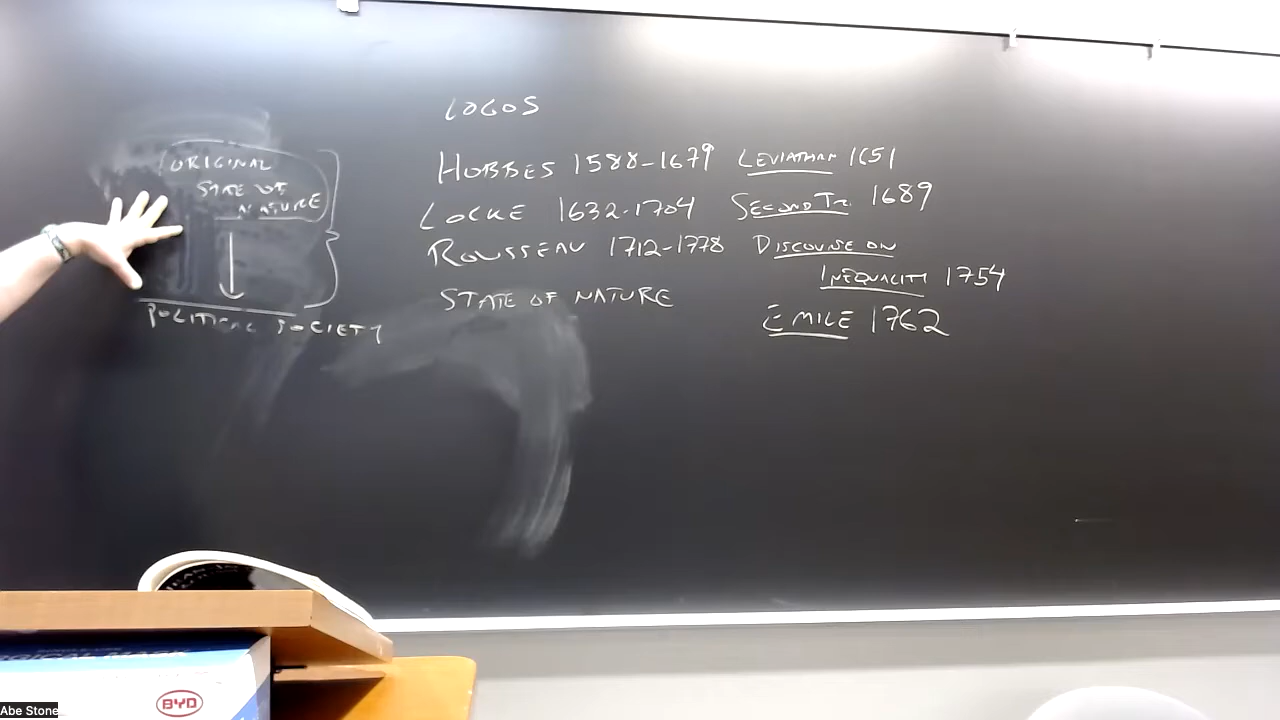 LOGOS
ORIGINAL
STATE OF
NATURE
POLITICAL SOCIETY
HOBBES 1588-1679 LEVIATHAN 1651
LOCKE 1632-1704 SECOND TR. 1689
ROUSSEAU 1712-1778 DISCOURSE ON
INEQUALITY 1754
STATE OF NATURE
EMILE 1762
BYD
Abe Stone